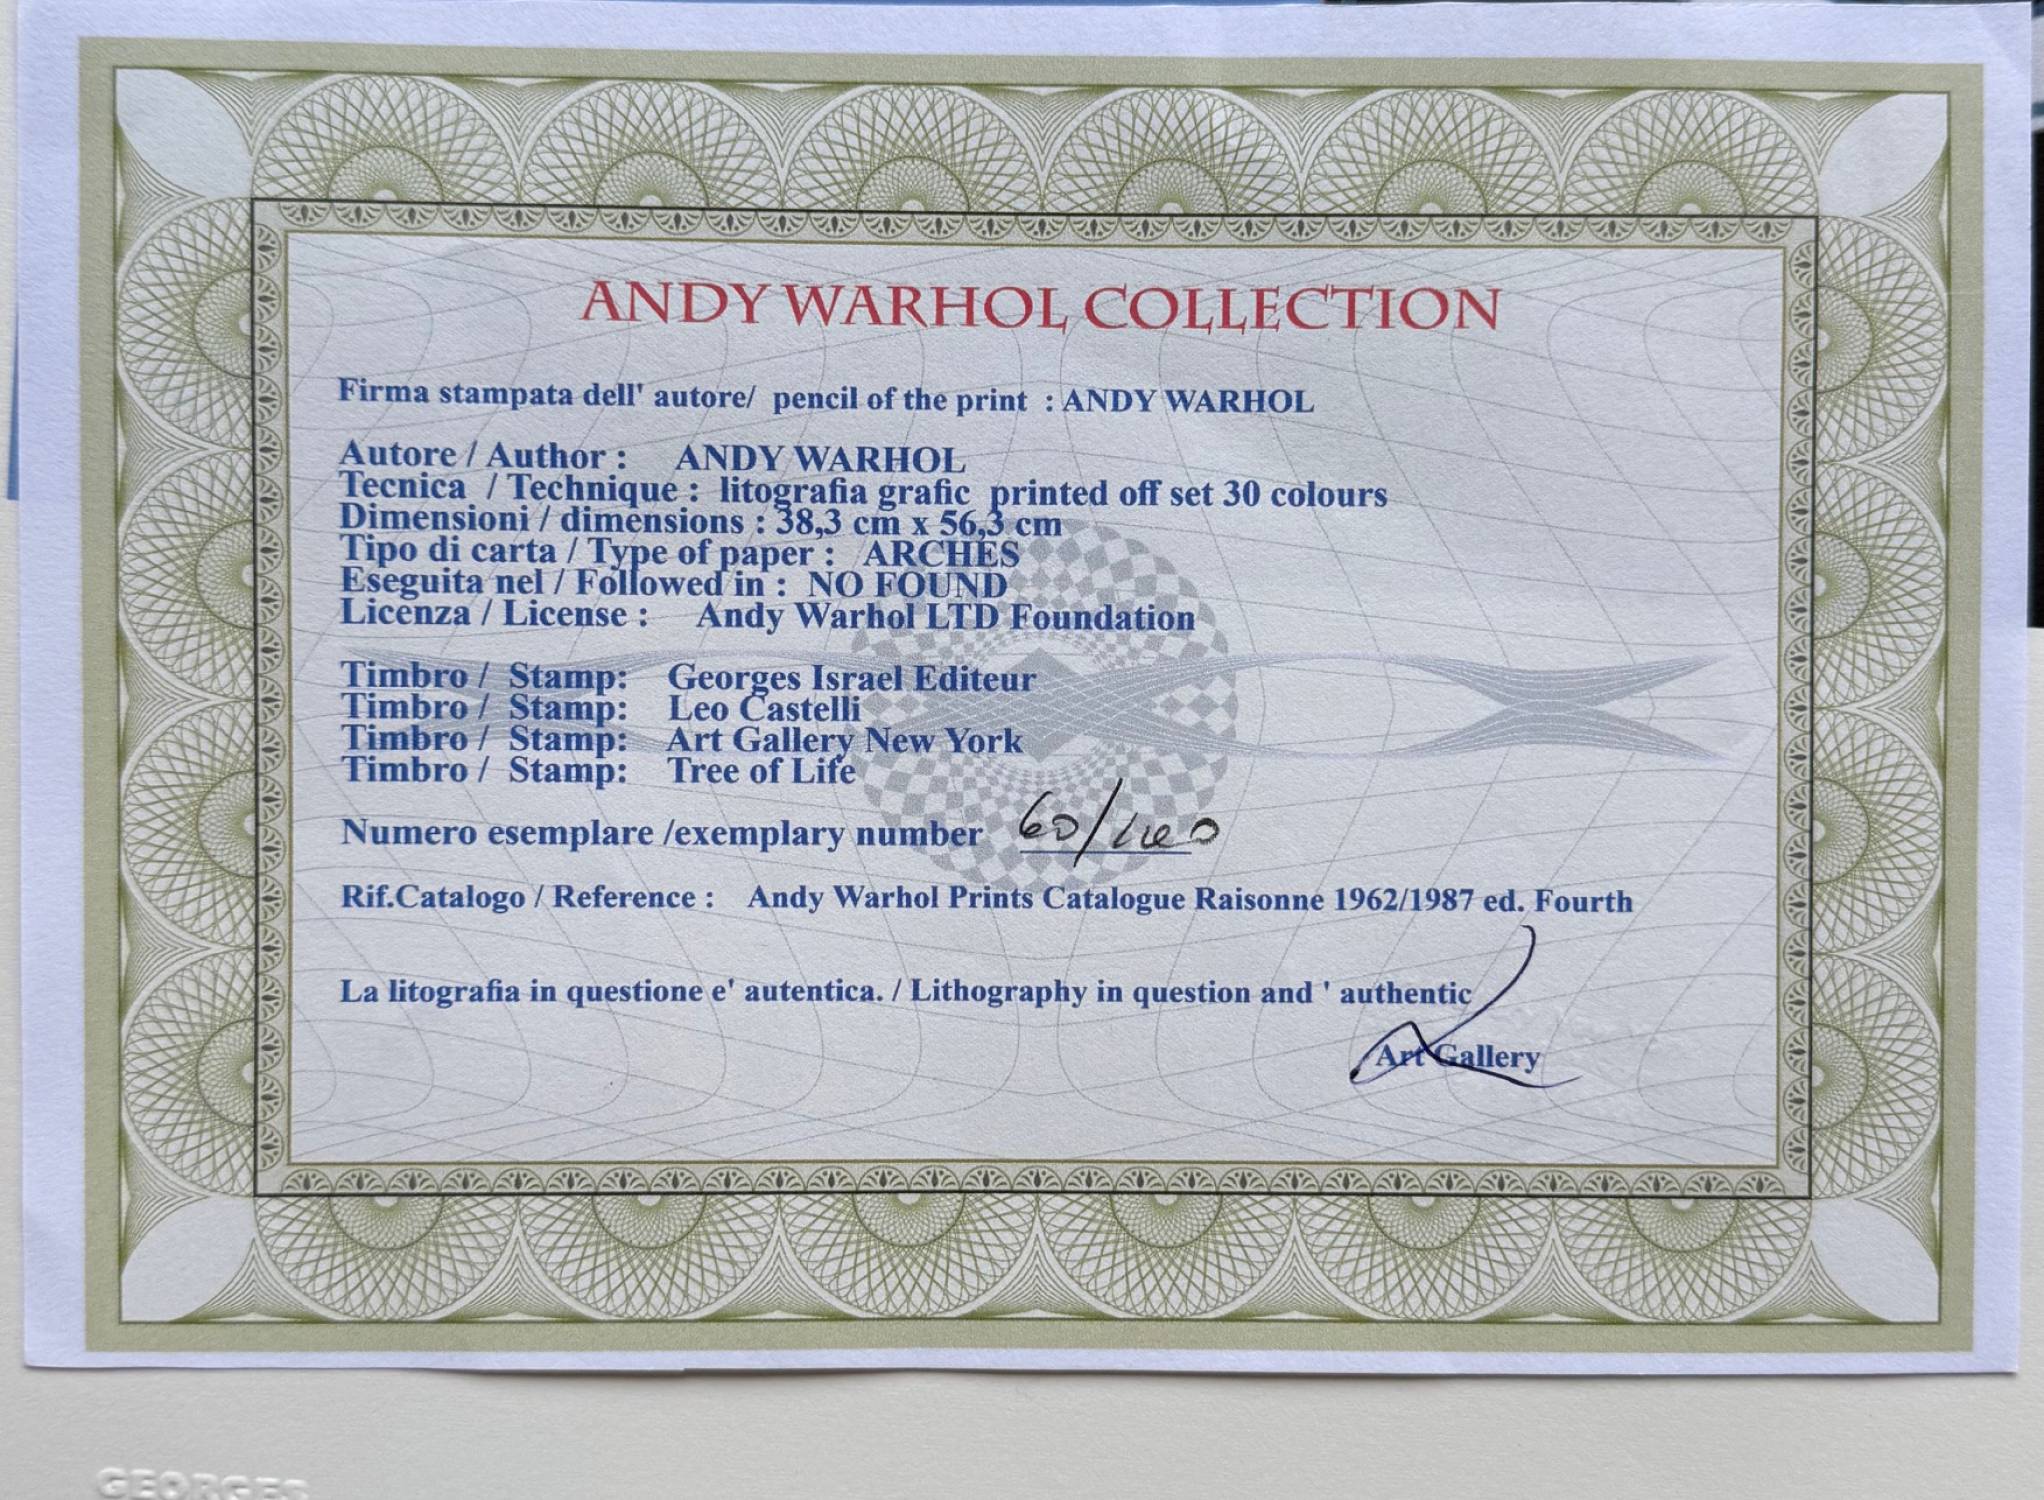 ANDY WARHOL COLLECTION
Firma stampata dell' autore/ pencil of the print : ANDY WARHOL
Autore / Author : ANDY WARHOL
Tecnica / Technique : litografia grafic printed off set 30 colours
Dimensioni / dimensions : 38,3 cm x 56,3 cm
Tipo di carta / Type of paper : ARCHES
Eseguita nel / Followed in : NO FOUND
Licenza / License : Andy Warhol LTD Foundation
Timbro / Stamp: Georges Israel Editeur
Timbro / Stamp: Leo Castelli
Timbro / Stamp: Art Gallery New York
Timbro / Stamp: Tree of Life
Numero esemplare /exemplary number
Rif.Catalogo / Reference : Andy Warhol Prints Catalogue Raisonne 1962/1987 ed. Fourth
La litografia in questione e' autentica. / Lithography in question and ' authentic
Art Gallery
GEORGES